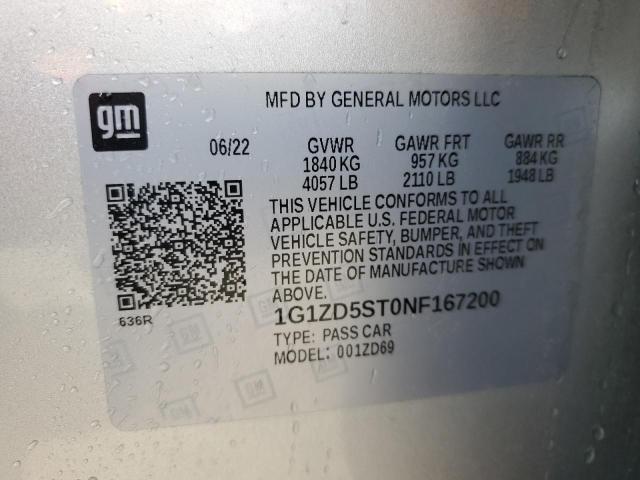 gm
MFD BY GENERAL MOTORS LLC
06/22 GVWR GAWR FRT GAWR RR
1840 KG 957 KG 884 KG
4057 LB 2110 LB 1948 LB
THIS VEHICLE CONFORMS TO ALL
APPLICABLE U.S. FEDERAL MOTOR
VEHICLE SAFETY, BUMPER, AND THEFT
PREVENTION STANDARDS IN EFFECT ON
THE DATE OF MANUFACTURE SHOWN
ABOVE.
1G1ZD5ST0NF167200
636R
TYPE: PASS CAR
MODEL: 001ZD69